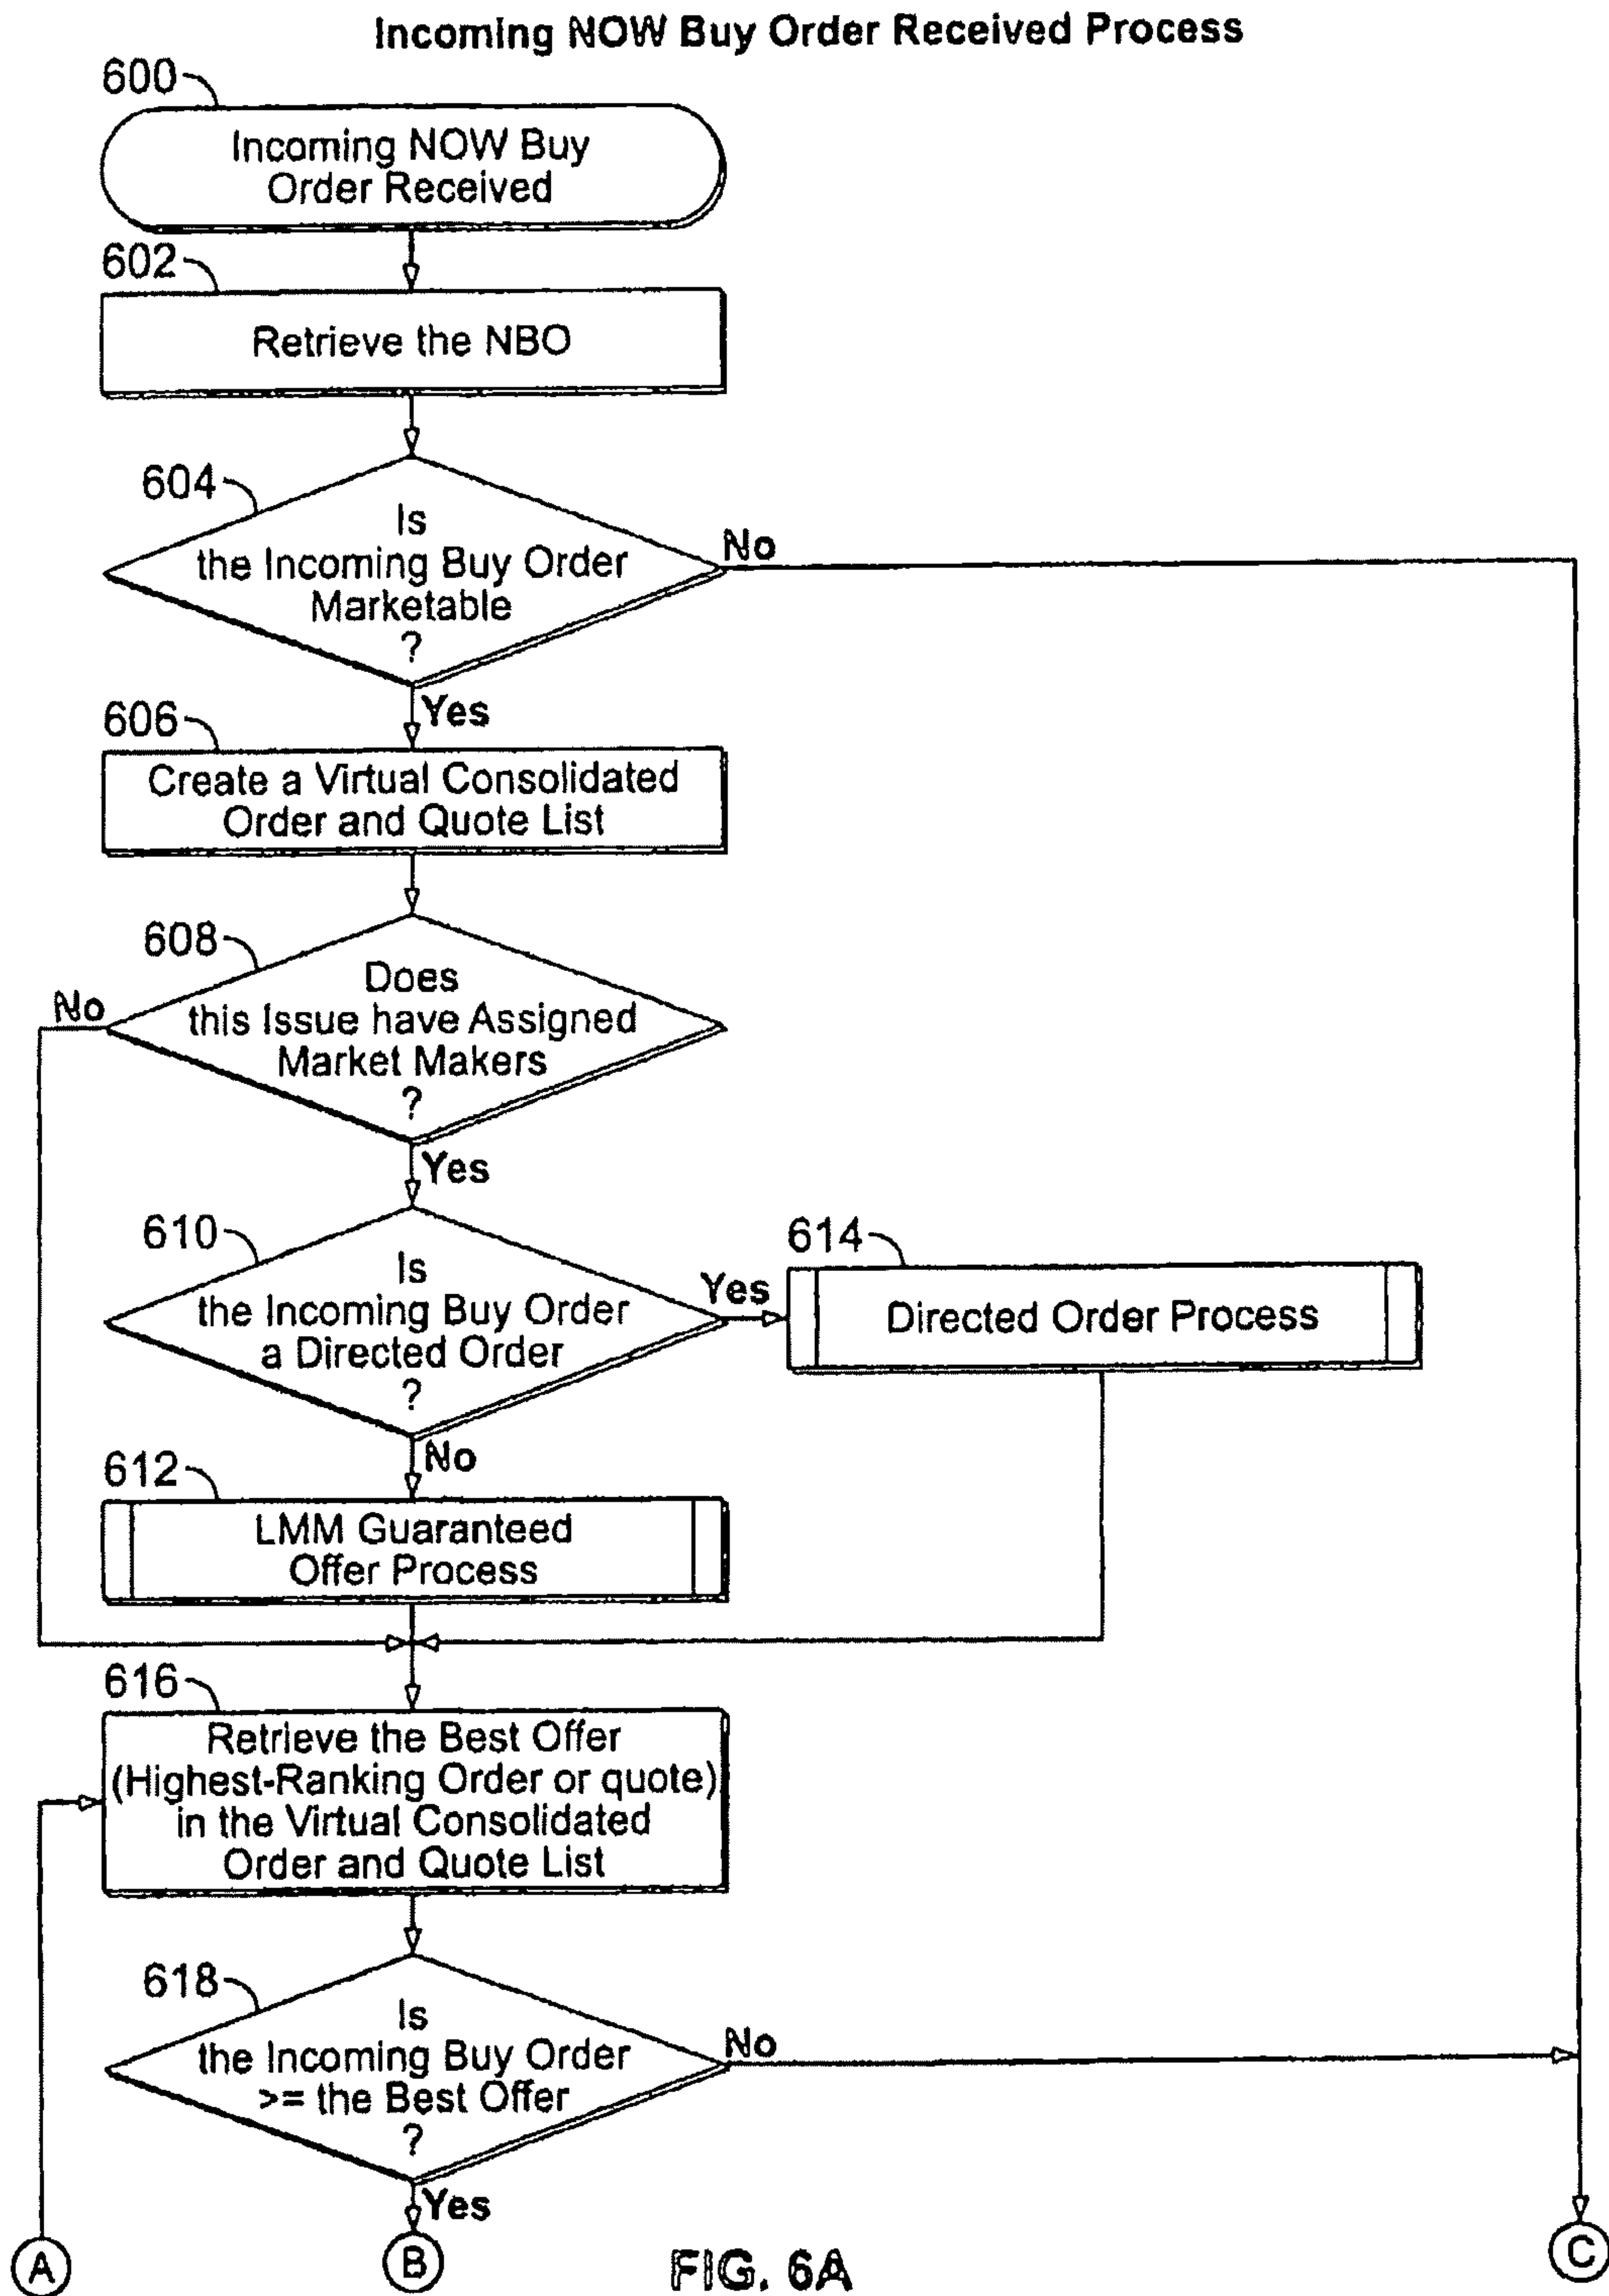 Incoming NOW Buy Order Received Process
600
Incoming NOW Buy
Order Received
602
Retrieve the NBO
604
Is
the Incoming Buy Order
Marketable
?
No
Yes
606
Create a Virtual Consolidated
Order and Quote List
608
Does
this Issue have Assigned
Market Makers
?
No
Yes
610
Is
the Incoming Buy Order
a Directed Order
?
Yes
614
Directed Order Process
No
612
LMM Guaranteed
Offer Process
616
Retrieve the Best Offer
(Highest-Ranking Order or quote)
in the Virtual Consolidated
Order and Quote List
618
Is
the Incoming Buy Order
>= the Best Offer
?
No
Yes
A
B
C
FIG. 6A